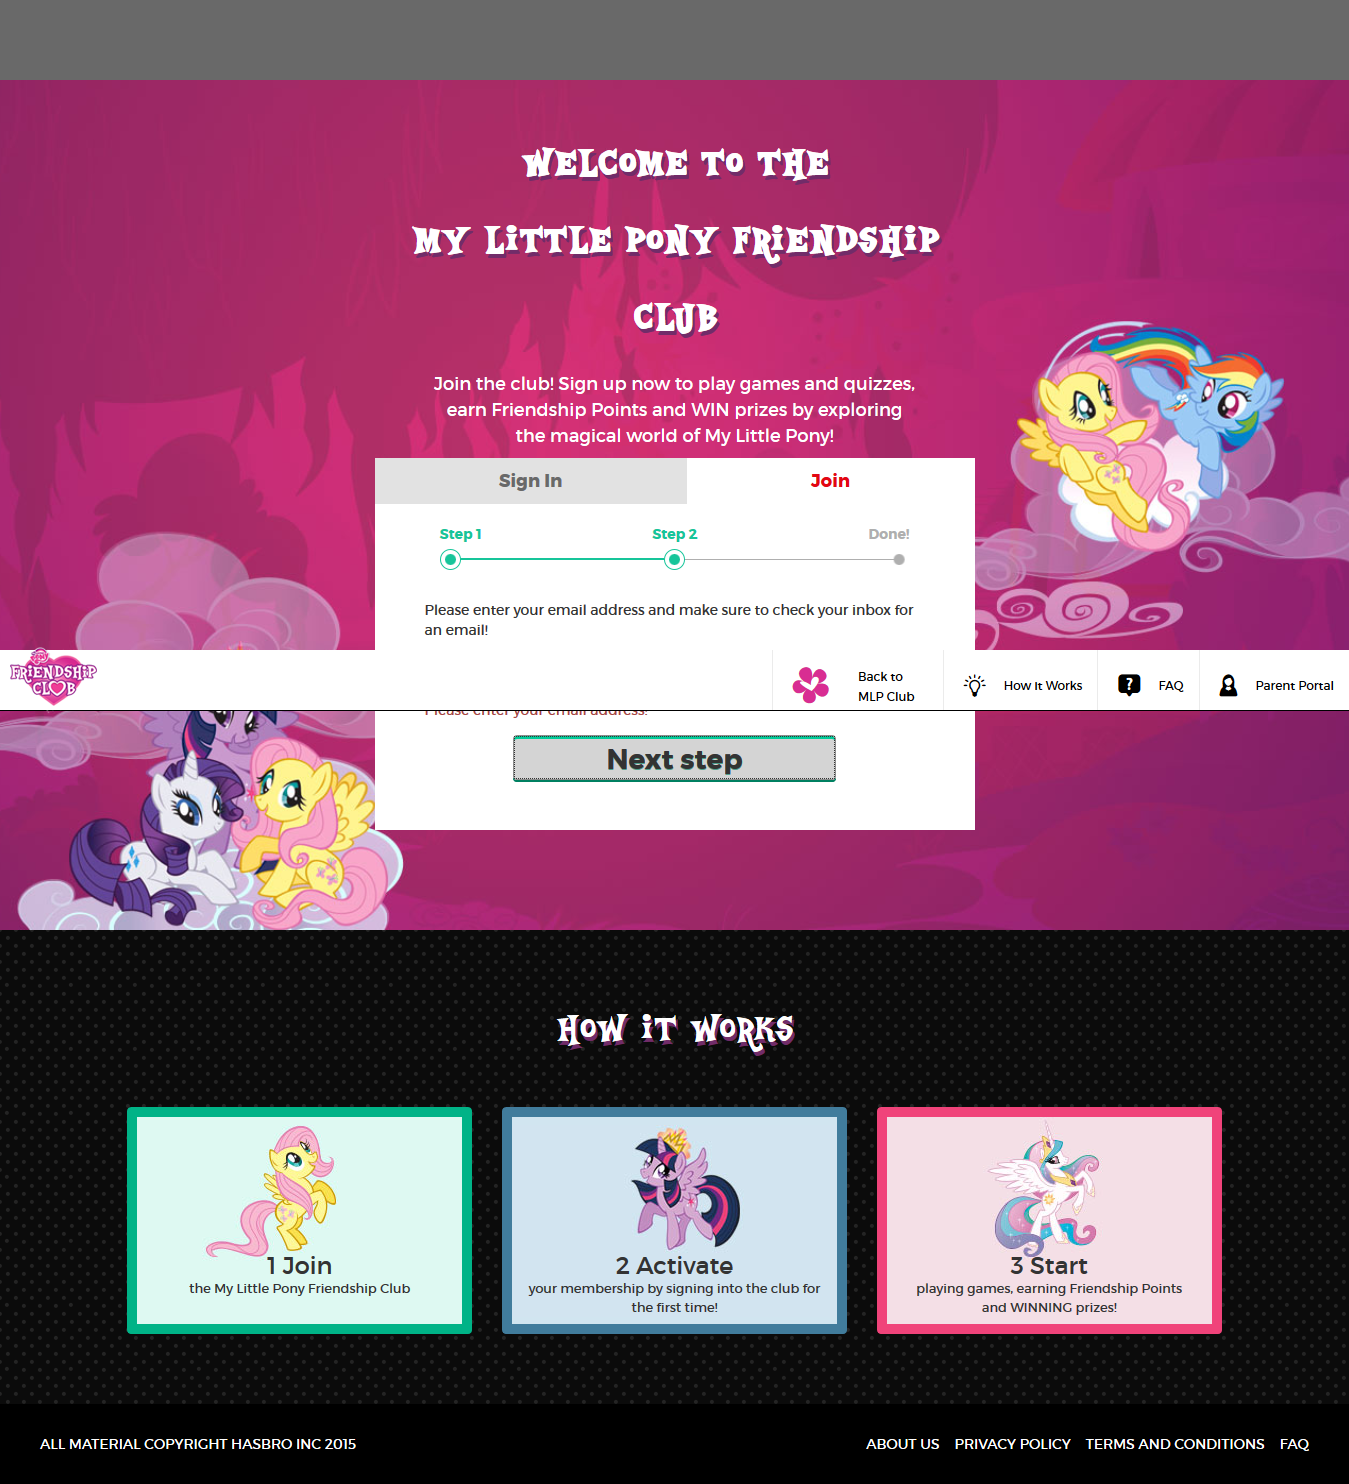 WELCOME TO THE
MY LITTLE PONY FRIENDSHIP
CLUB
Join the club! Sign up now to play games and quizzes,
earn Friendship Points and WIN prizes by exploring
the magical world of My Little Pony!
Sign In
Join
Step 1
Step 2
Done!
Please enter your email address and make sure to check your inbox for
an email!
FRIENDSHIP
CLUB
Back to
MLP Club
How It Works
?
FAQ
Parent Portal
Please enter your email address!
Next step
HOW IT WORKS
1 Join
the My Little Pony Friendship Club
2 Activate
your membership by signing into the club for
the first time!
3 Start
playing games, earning Friendship Points
and WINNING prizes!
ALL MATERIAL COPYRIGHT HASBRO INC 2015
ABOUT US
PRIVACY POLICY
TERMS AND CONDITIONS
FAQ